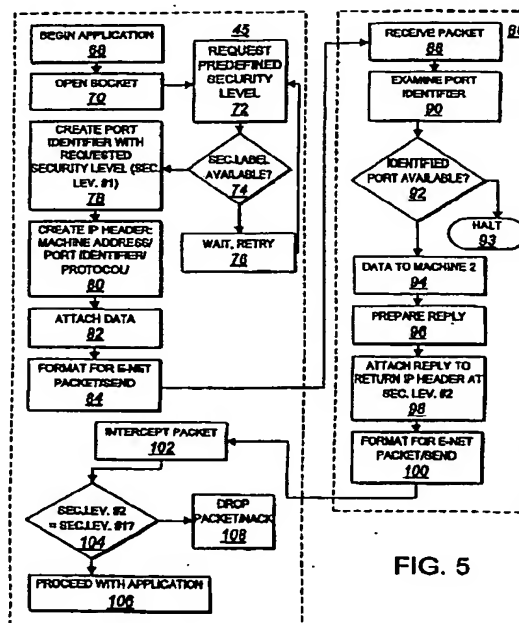 BEGIN APPLICATION
68
OPEN SOCKET
70
45
REQUEST
PREDEFINED
SECURITY
LEVEL
72
SEC.LABEL
AVAILABLE?
74
WAIT, RETRY
76
CREATE PORT
IDENTIFIER WITH
REQUESTED
SECURITY LEVEL (SEC.
LEV. #1)
78
CREATE IP HEADER:
MACHINE ADDRESS/
PORT IDENTIFIER/
PROTOCOL/
80
ATTACH DATA
82
FORMAT FOR E-NET
PACKET/SEND
84
RECEIVE PACKET
88
EXAMINE PORT
IDENTIFIER
90
IDENTIFIED
PORT AVAILABLE?
92
HALT
93
DATA TO MACHINE 2
94
PREPARE REPLY
96
ATTACH REPLY TO
RETURN IP HEADER AT
SEC. LEV. #2
98
FORMAT FOR E-NET
PACKET/SEND
100
INTERCEPT PACKET
102
SEC.LEV. #2
= SEC.LEV. #1?
104
DROP
PACKET/NACK
108
PROCEED WITH APPLICATION
106
FIG. 5